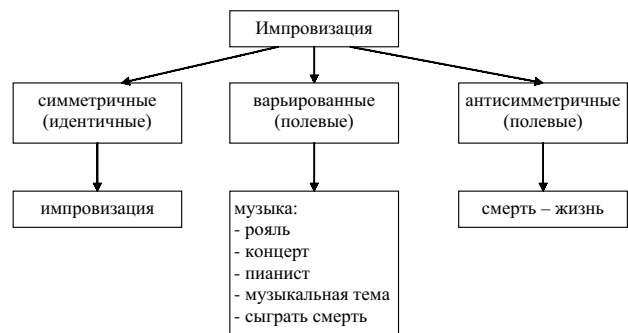 Импровизация
симметричные
(идентичные)
варьированные
(полевые)
антисимметричные
(полевые)
импровизация
музыка:
- рояль
- концерт
- пианист
- музыкальная тема
- сыграть смерть
смерть – жизнь